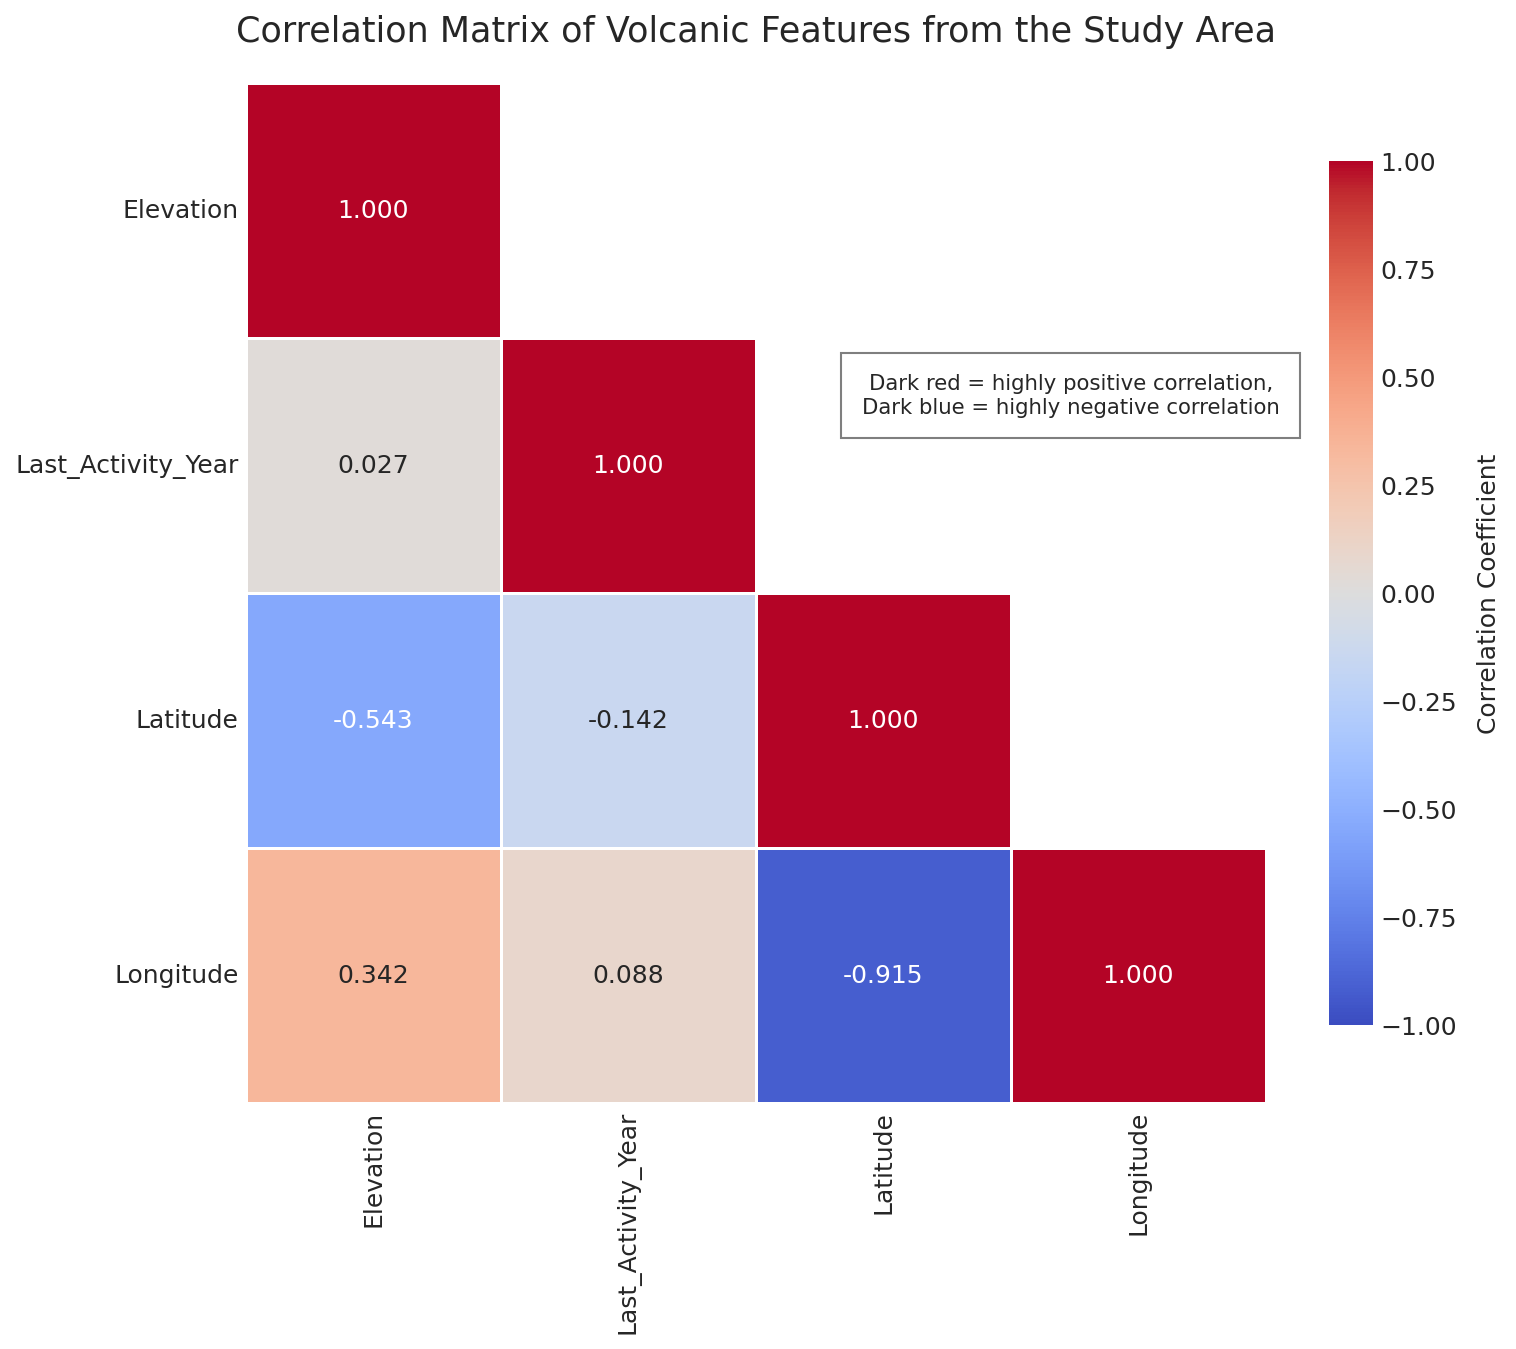 Correlation Matrix of Volcanic Features from the Study Area
Elevation
1.000
Last_Activity_Year
0.027
1.000
Latitude
-0.543
-0.142
1.000
Longitude
0.342
0.088
-0.915
1.000
Elevation
Last_Activity_Year
Latitude
Longitude
Dark red = highly positive correlation,
Dark blue = highly negative correlation
1.00
0.75
0.50
0.25
0.00
−0.25
−0.50
−0.75
−1.00
Correlation Coefficient